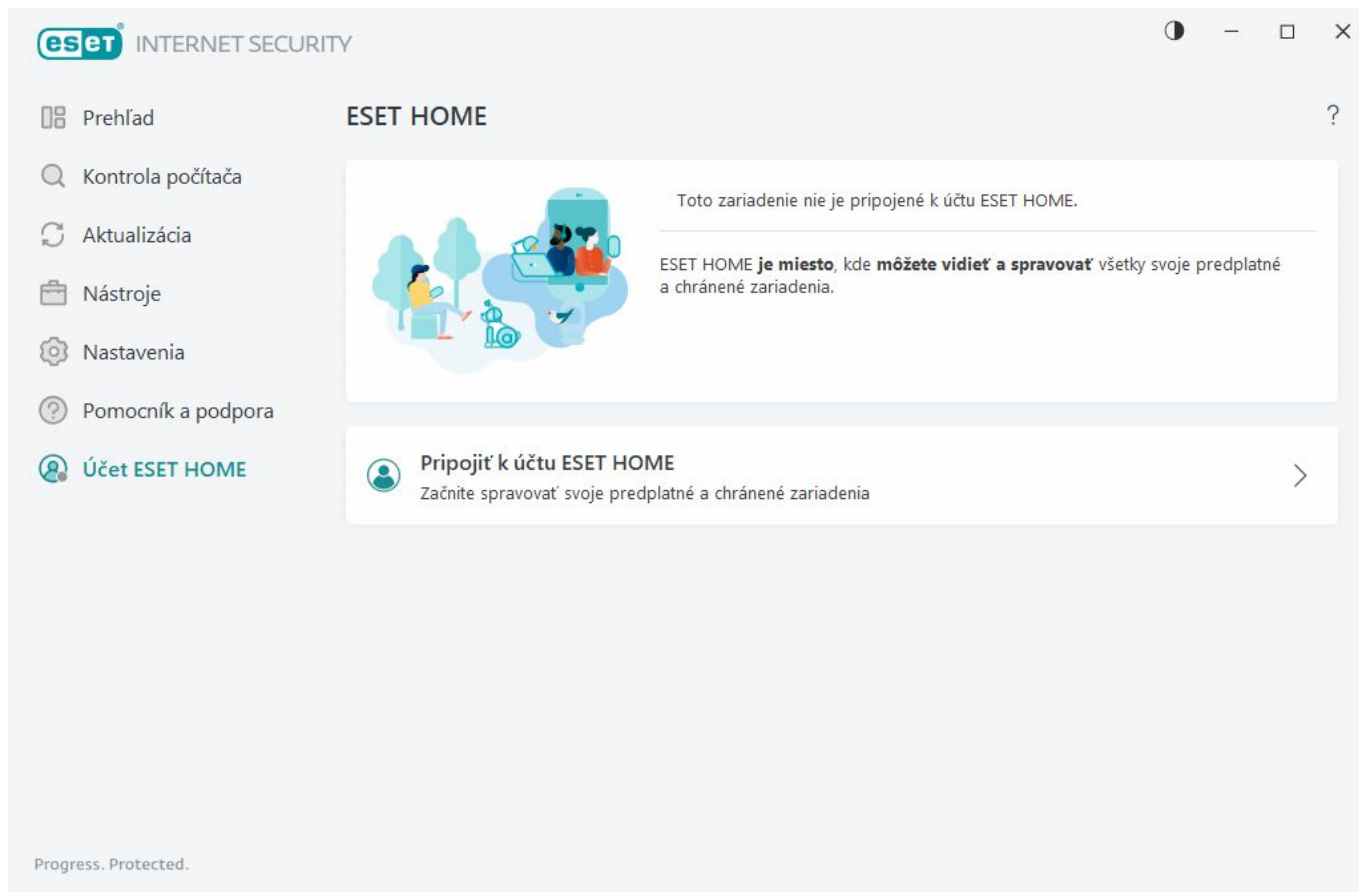 eset® INTERNET SECURITY
Prehľad
Kontrola počítača
Aktualizácia
Nástroje
Nastavenia
Pomocník a podpora
Účet ESET HOME
ESET HOME
?
Toto zariadenie nie je pripojené k účtu ESET HOME.
ESET HOME je miesto, kde môžete vidieť a spravovať všetky svoje predplatné
a chránené zariadenia.
Pripojiť k účtu ESET HOME
Začnite spravovať svoje predplatné a chránené zariadenia
Progress. Protected.